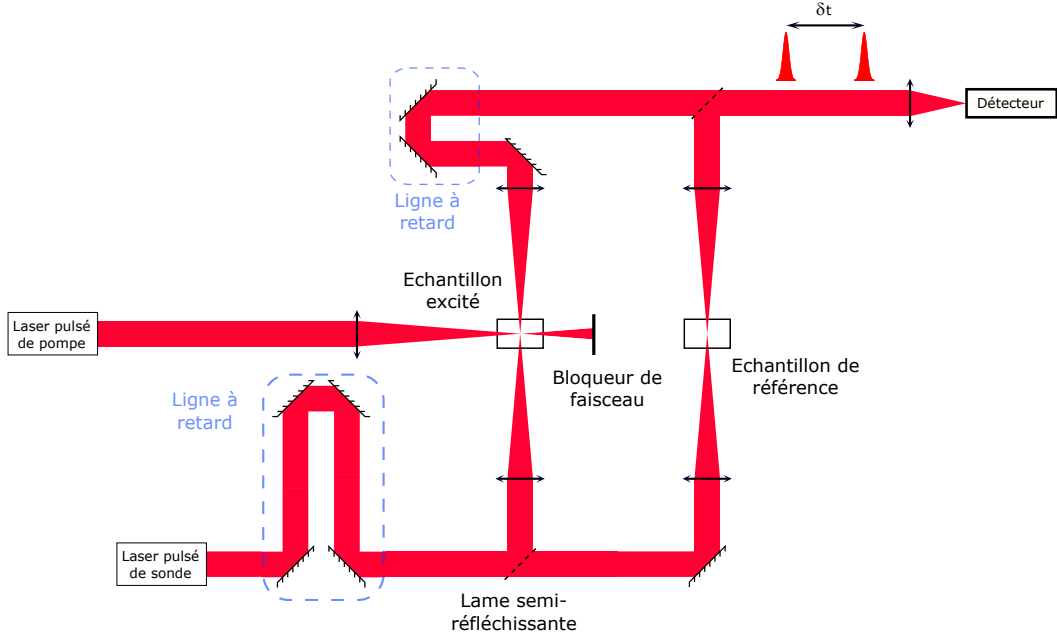 δt
Détecteur
Ligne à
retard
Echantillon
excité
Laser pulsé
de pompe
Bloqueur de
faisceau
Echantillon de
référence
Ligne à
retard
Laser pulsé
de sonde
Lame semi-
réfléchissante